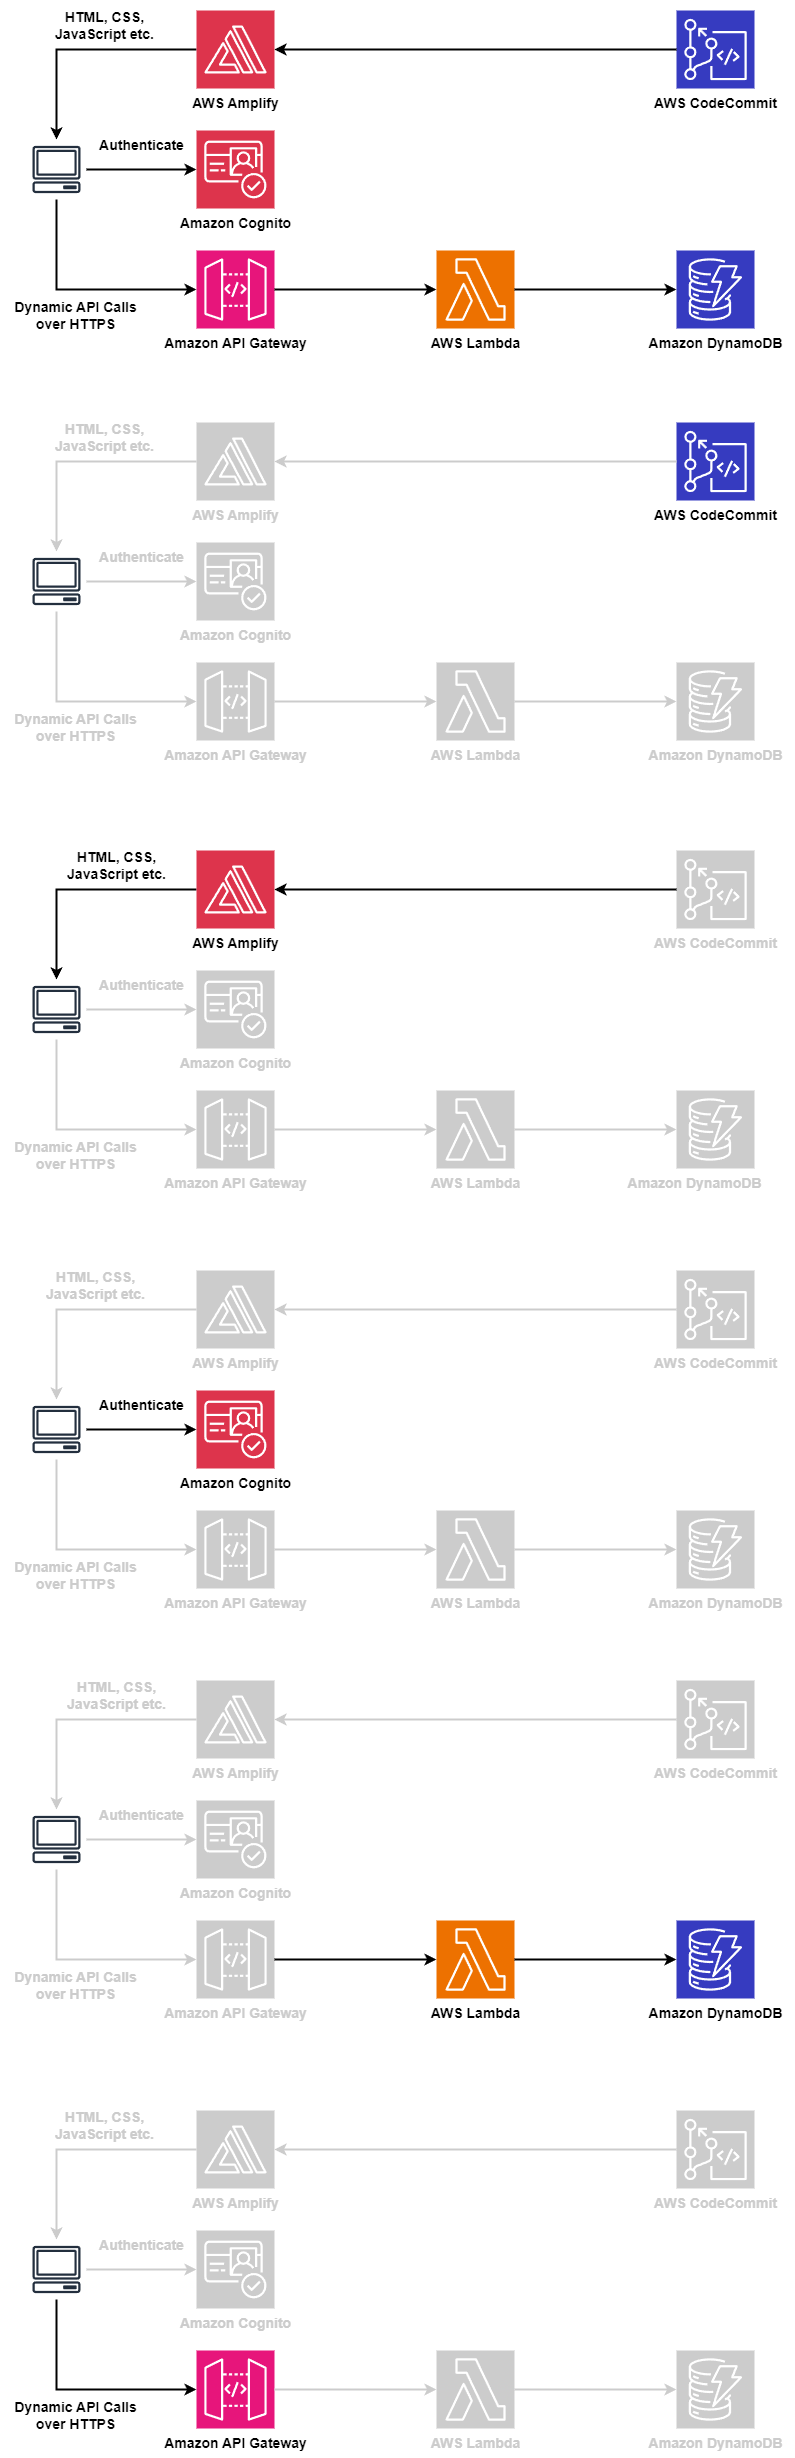 HTML, CSS,
JavaScript etc.
AWS Amplify
AWS CodeCommit
Authenticate
Amazon Cognito
Dynamic API Calls
over HTTPS
Amazon API Gateway
AWS Lambda
Amazon DynamoDB
HTML, CSS,
JavaScript etc.
AWS Amplify
AWS CodeCommit
Authenticate
Amazon Cognito
Dynamic API Calls
over HTTPS
Amazon API Gateway
AWS Lambda
Amazon DynamoDB
HTML, CSS,
JavaScript etc.
AWS Amplify
AWS CodeCommit
Authenticate
Amazon Cognito
Dynamic API Calls
over HTTPS
Amazon API Gateway
AWS Lambda
Amazon DynamoDB
HTML, CSS,
JavaScript etc.
AWS Amplify
AWS CodeCommit
Authenticate
Amazon Cognito
Dynamic API Calls
over HTTPS
Amazon API Gateway
AWS Lambda
Amazon DynamoDB
HTML, CSS,
JavaScript etc.
AWS Amplify
AWS CodeCommit
Authenticate
Amazon Cognito
Dynamic API Calls
over HTTPS
Amazon API Gateway
AWS Lambda
Amazon DynamoDB
HTML, CSS,
JavaScript etc.
AWS Amplify
AWS CodeCommit
Authenticate
Amazon Cognito
Dynamic API Calls
over HTTPS
Amazon API Gateway
AWS Lambda
Amazon DynamoDB